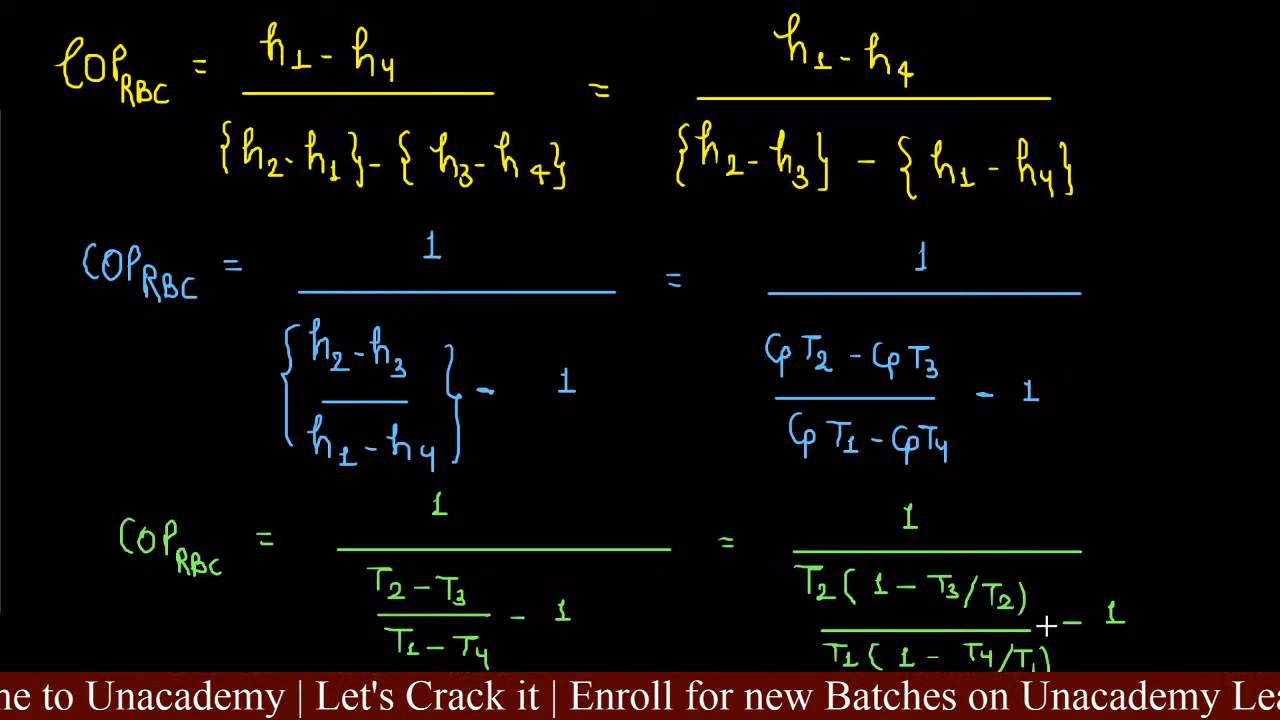 COP_RBC = h1 - h4 / {h2 - h1} - {h3 - h4} = h1 - h4 / {h2 - h3} - {h1 - h4}
COP_RBC = 1 / {h2 - h3 / h1 - h4} - 1 = 1 / CpT2 - CpT3 / CpT1 - CpT4 - 1
COP_RBC = 1 / T2 - T3 / T1 - T4 - 1 = 1 / T2(1 - T3/T2) / T1(1 - T4/T1) - 1
me to Unacademy | Let's Crack it | Enroll for new Batches on Unacademy Lea